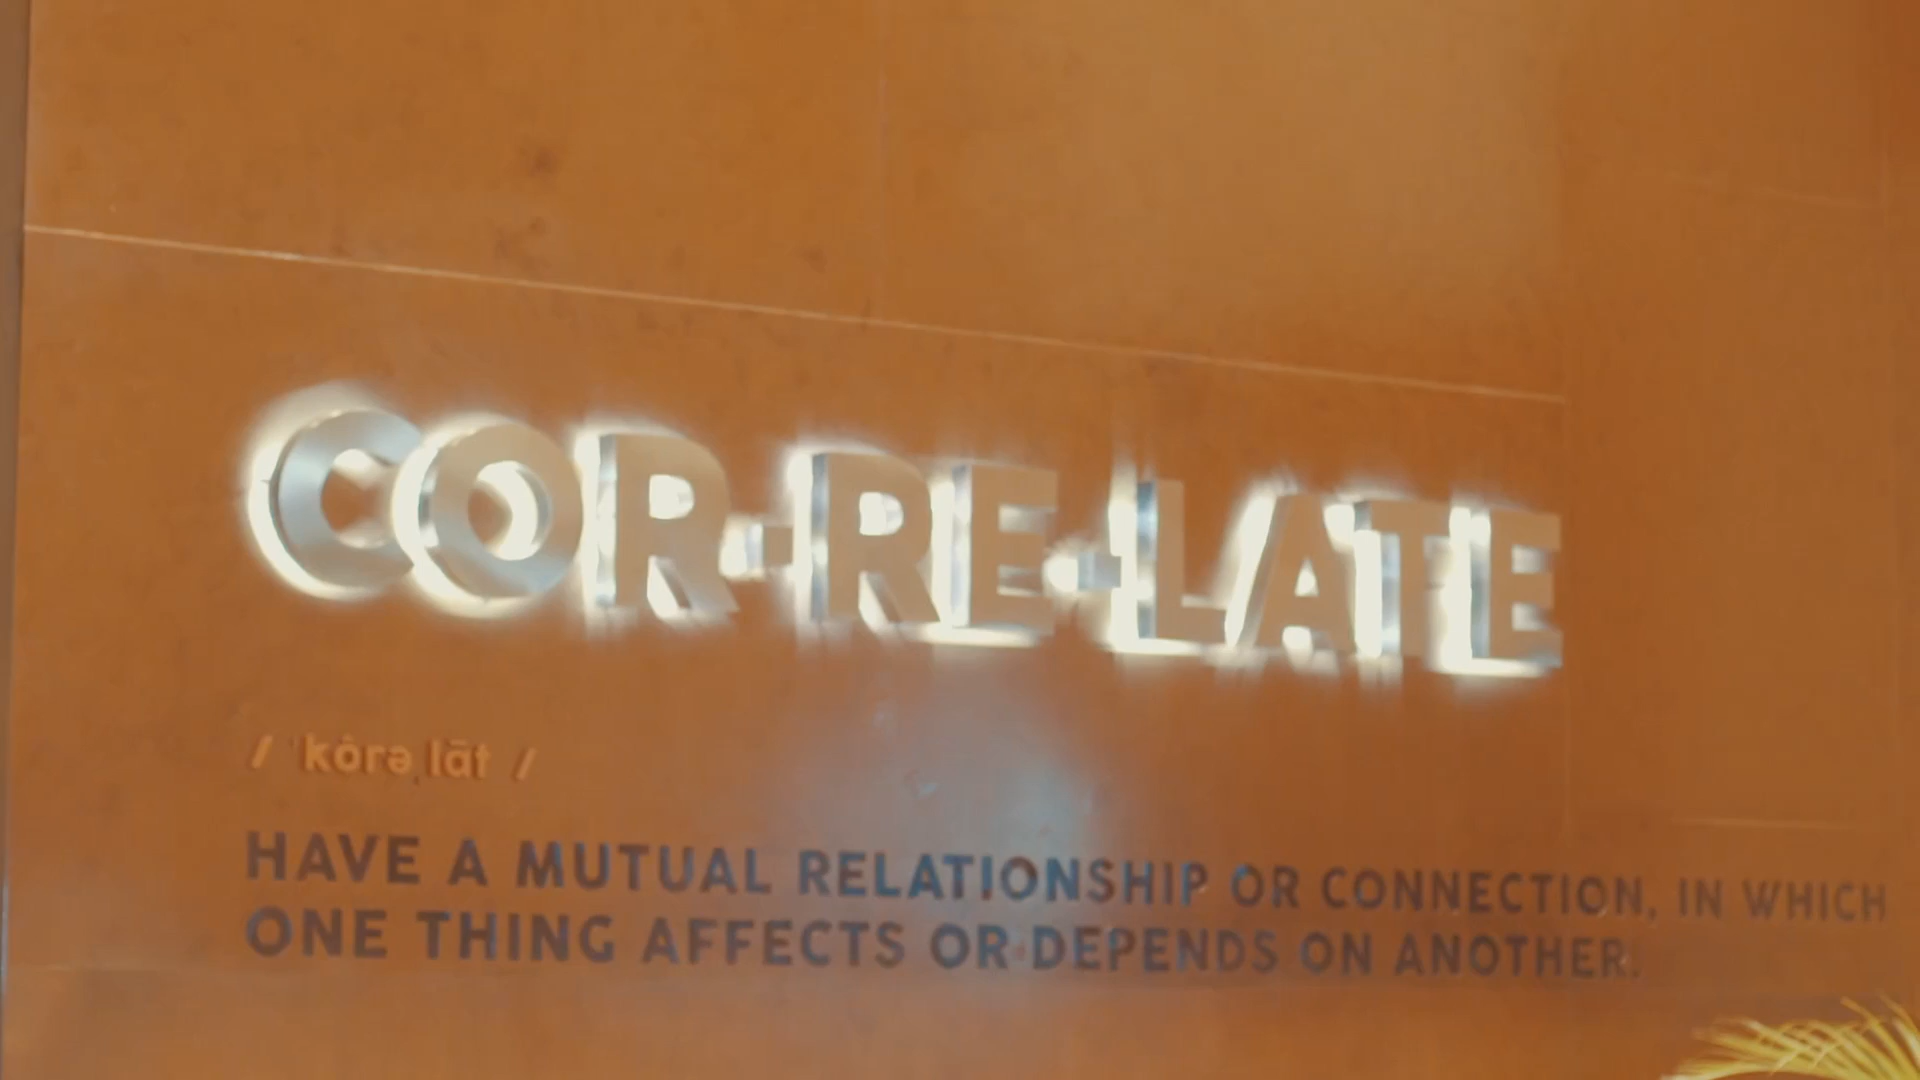 COR·RE·LATE
/ ˈkôrəˌlāt /
HAVE A MUTUAL RELATIONSHIP OR CONNECTION, IN WHICH
ONE THING AFFECTS OR DEPENDS ON ANOTHER.